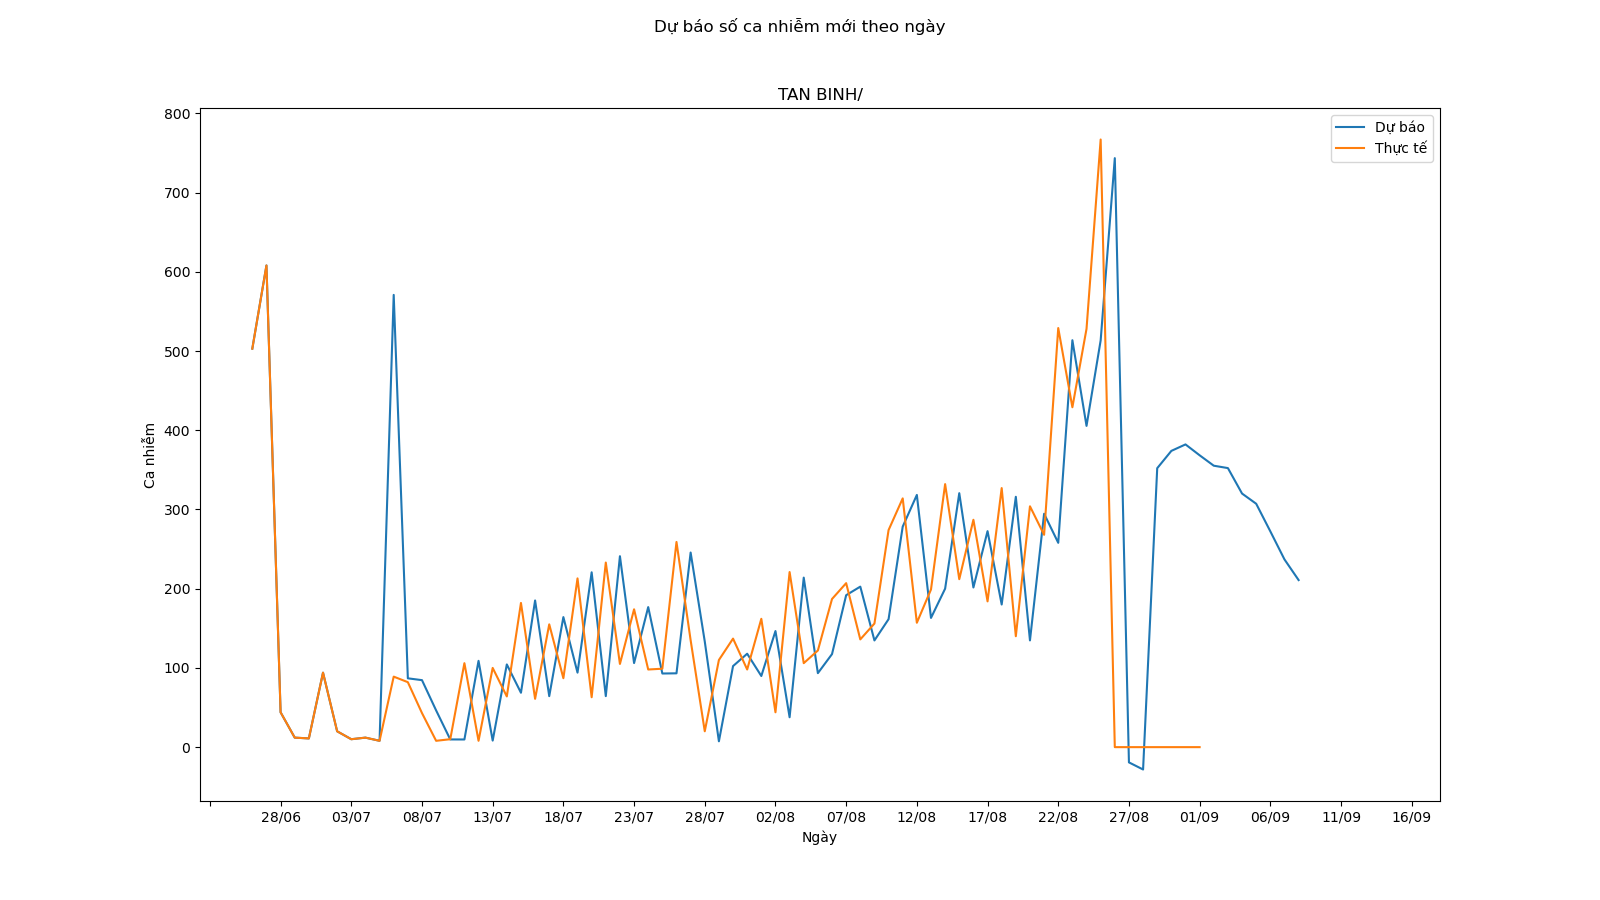 Dự báo số ca nhiễm mới theo ngày
TAN BINH/
Dự báo
Thực tế
Ca nhiễm
800
700
600
500
400
300
200
100
0
28/06 03/07 08/07 13/07 18/07 23/07 28/07 02/08 07/08 12/08 17/08 22/08 27/08 01/09 06/09 11/09 16/09
Ngày